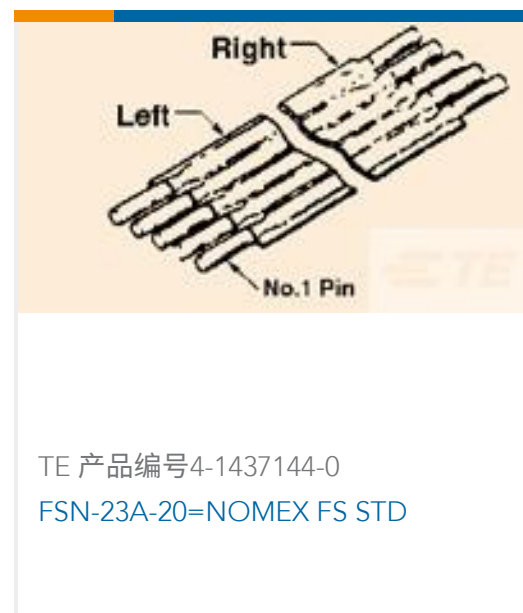 Right
Left
No.1 Pin
TE
TE 产品编号4-1437144-0
FSN-23A-20=NOMEX FS STD